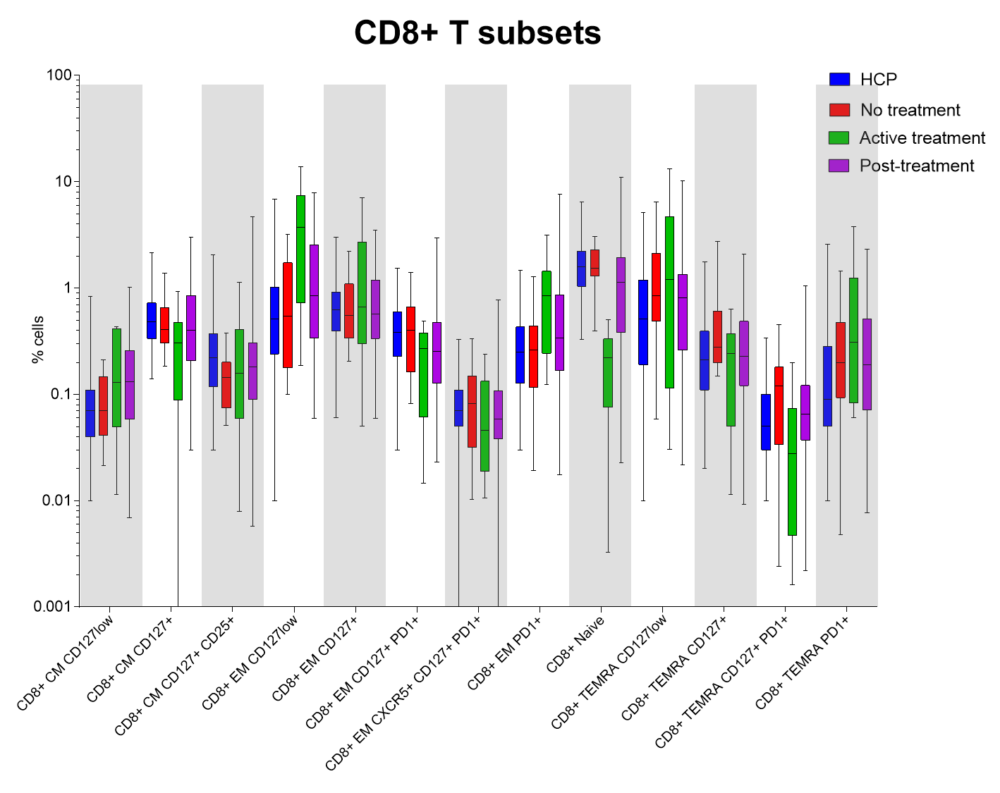 CD8+ T subsets
100
10
1
0.1
0.01
0.001
% cells
HCP
No treatment
Active treatment
Post-treatment
CD8+ CM CD127low
CD8+ CM CD127+
CD8+ CM CD127+ CD25+
CD8+ EM CD127low
CD8+ EM CD127+
CD8+ EM CD127+ PD1+
CD8+ EM CXCR5+ CD127+ PD1+
CD8+ EM PD1+
CD8+ Naive
CD8+ TEMRA CD127low
CD8+ TEMRA CD127+
CD8+ TEMRA CD127+ PD1+
CD8+ TEMRA PD1+